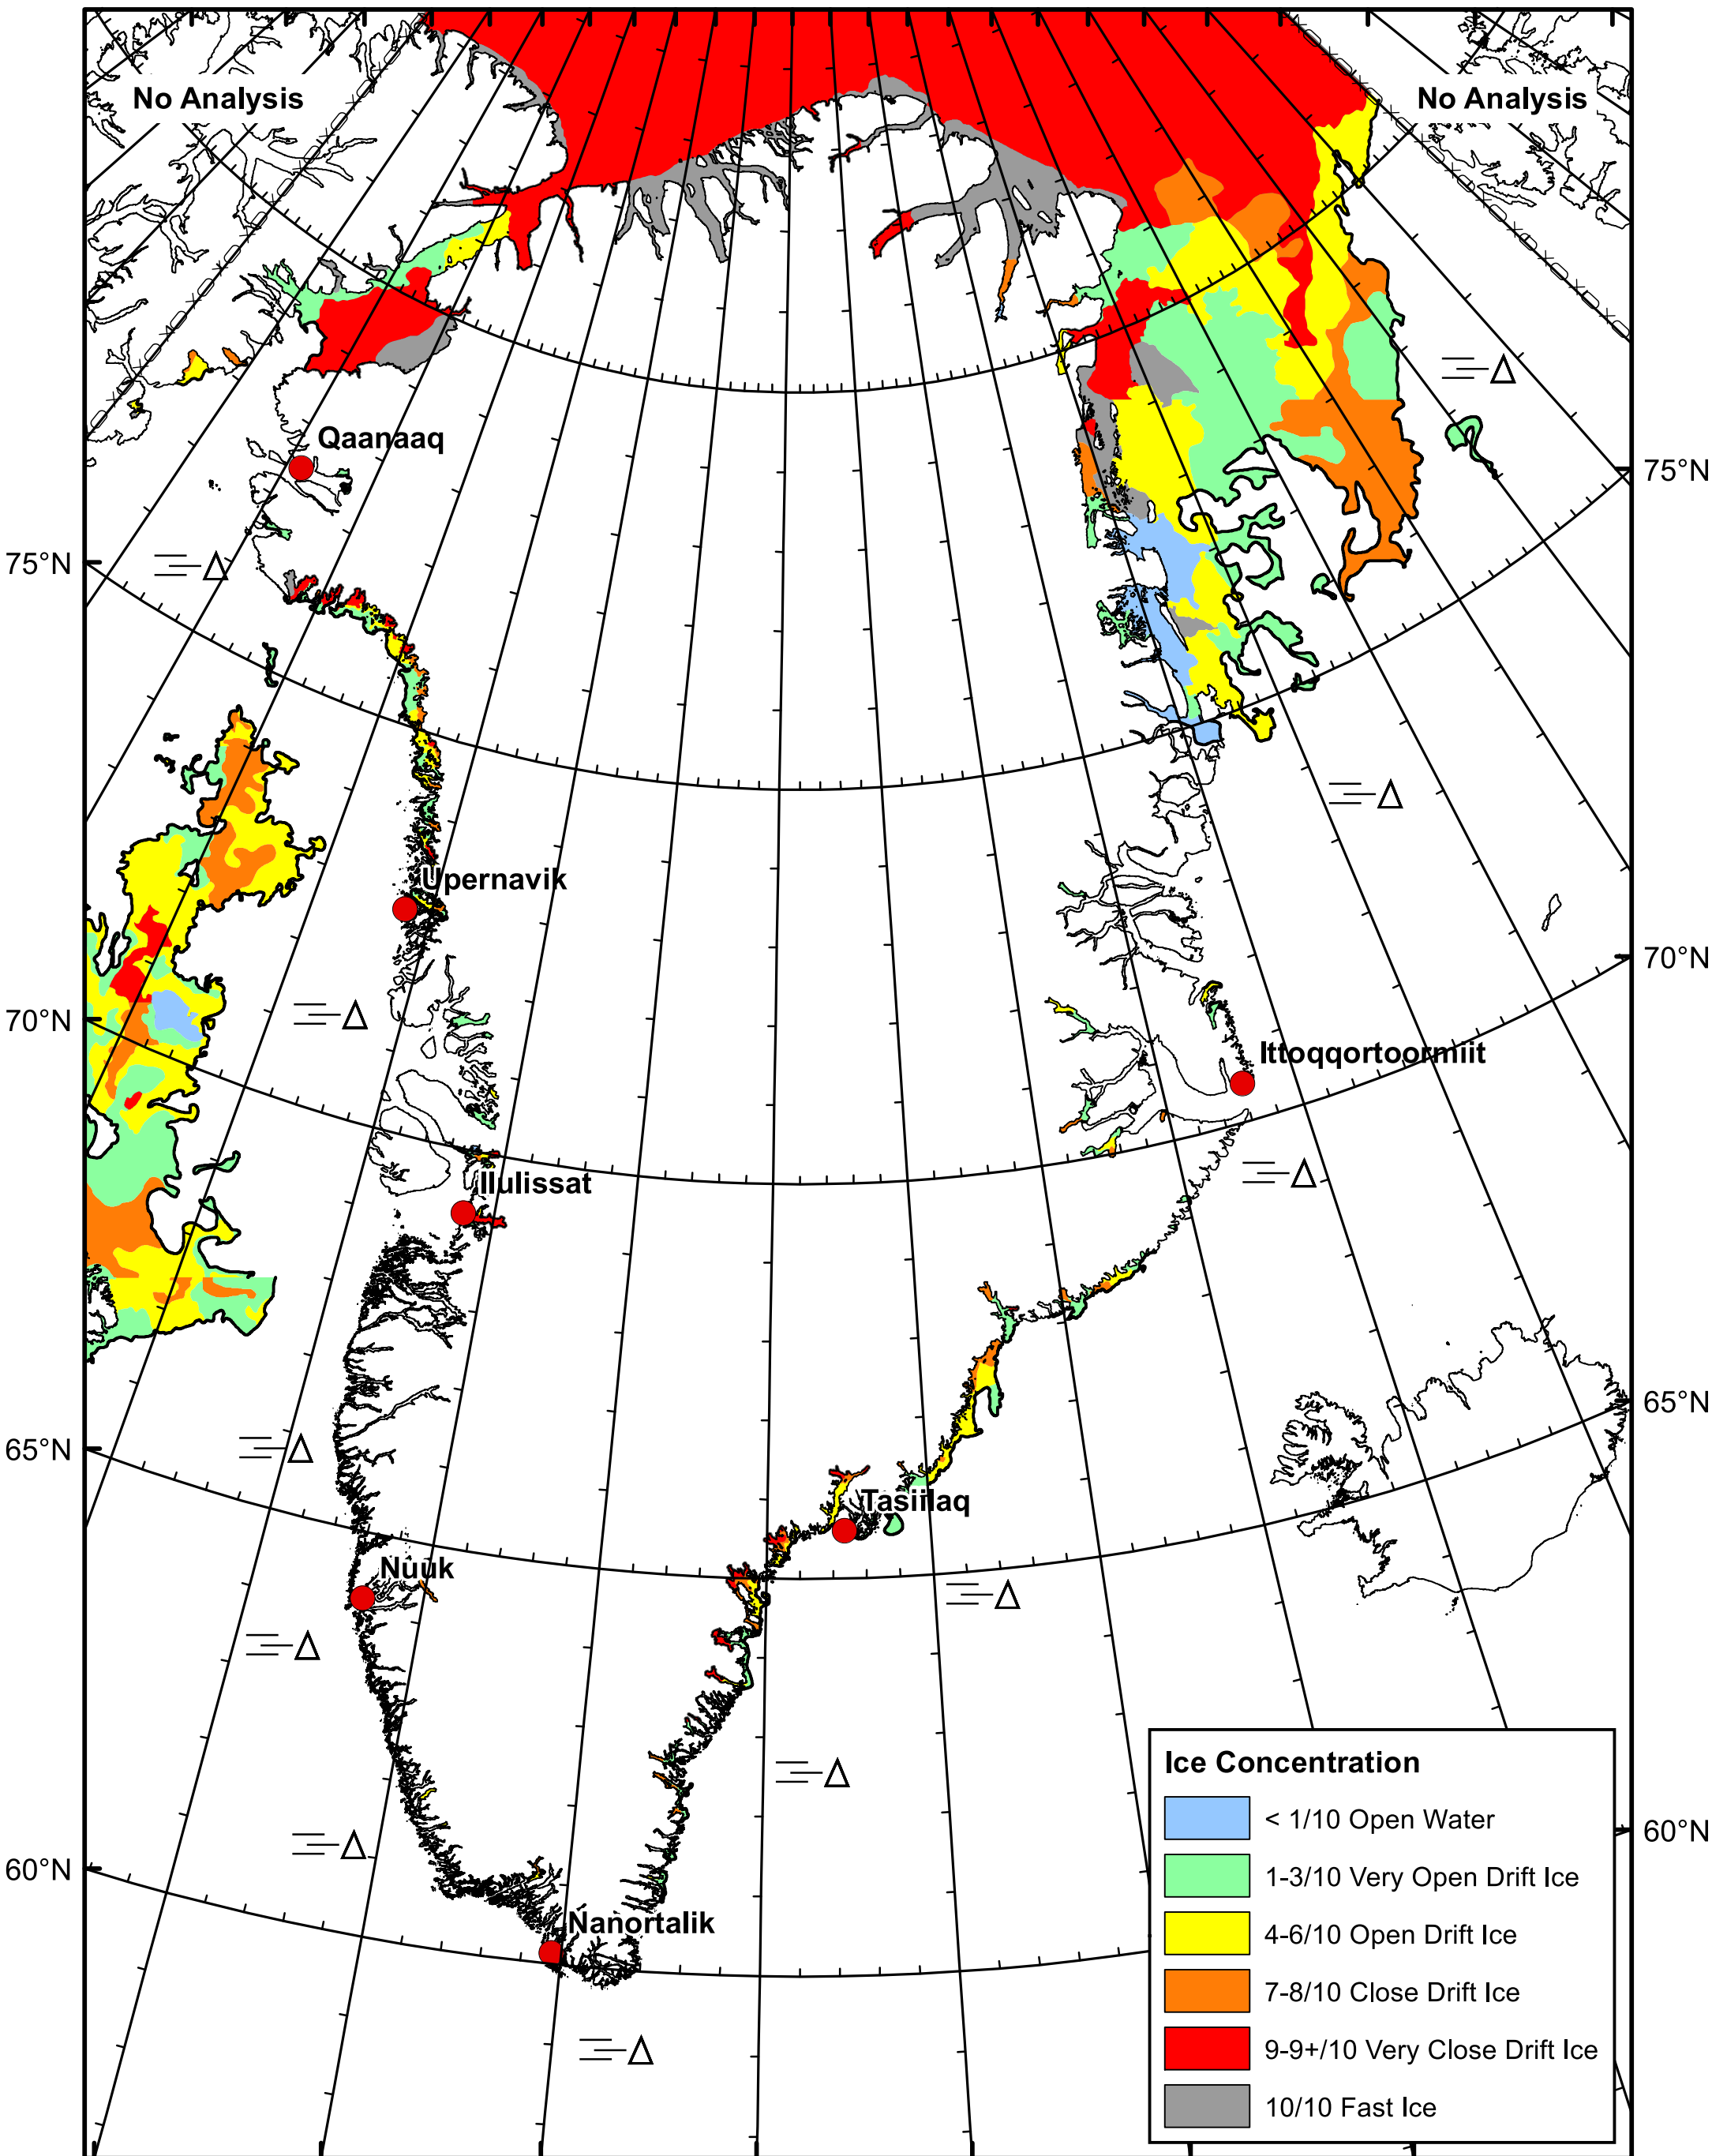 No Analysis
No Analysis
Qaanaaq
75°N
75°N
Upernavik
70°N
70°N
Ittoqqortoormiit
Ilulissat
65°N
65°N
Tasiilaq
Nuuk
60°N
60°N
Nanortalik
Ice Concentration
< 1/10 Open Water
1-3/10 Very Open Drift Ice
4-6/10 Open Drift Ice
7-8/10 Close Drift Ice
9-9+/10 Very Close Drift Ice
10/10 Fast Ice